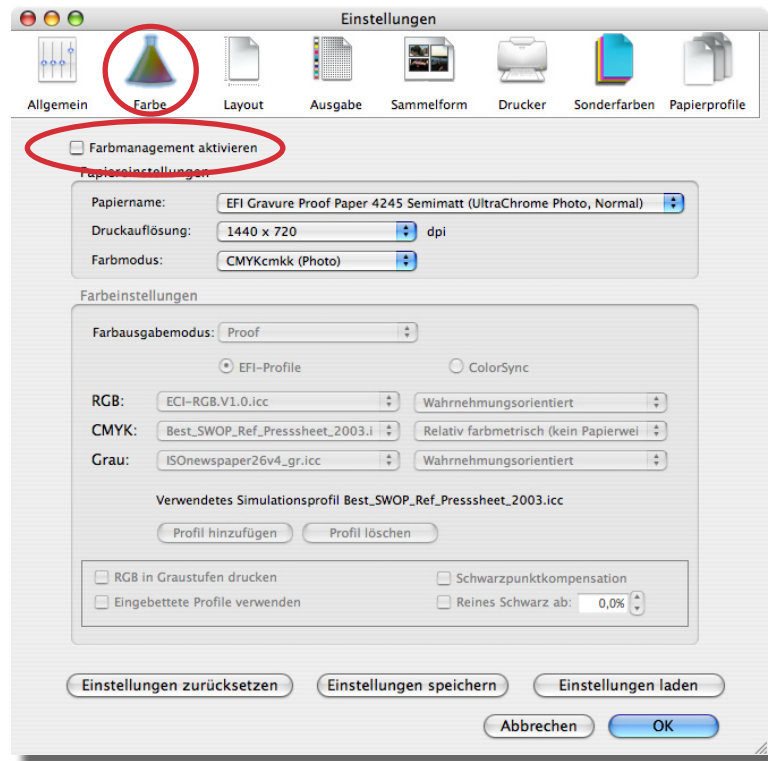 Einstellungen
Allgemein Farbe Layout Ausgabe Sammelform Drucker Sonderfarben Papierprofile
Farbmanagement aktivieren
Papiereinstellungen
Papiername: EFI Gravure Proof Paper 4245 Semimatt (UltraChrome Photo, Normal)
Druckauflösung: 1440 x 720 dpi
Farbmodus: CMYKcmkk (Photo)
Farbeinstellungen
Farbausgabemodus: Proof
EFI-Profile ColorSync
RGB: ECI-RGB.V1.0.icc Wahrnehmungsorientiert
CMYK: Best_SWOP_Ref_Presssheet_2003.i Relativ farbmetrisch (kein Papierwei
Grau: ISOnewspaper26v4_gr.icc Wahrnehmungsorientiert
Verwendetes Simulationsprofil Best_SWOP_Ref_Presssheet_2003.icc
Profil hinzufügen Profil löschen
RGB in Graustufen drucken Schwarzpunktkompensation
Eingebettete Profile verwenden Reines Schwarz ab: 0,0%
Einstellungen zurücksetzen Einstellungen speichern Einstellungen laden
Abbrechen OK